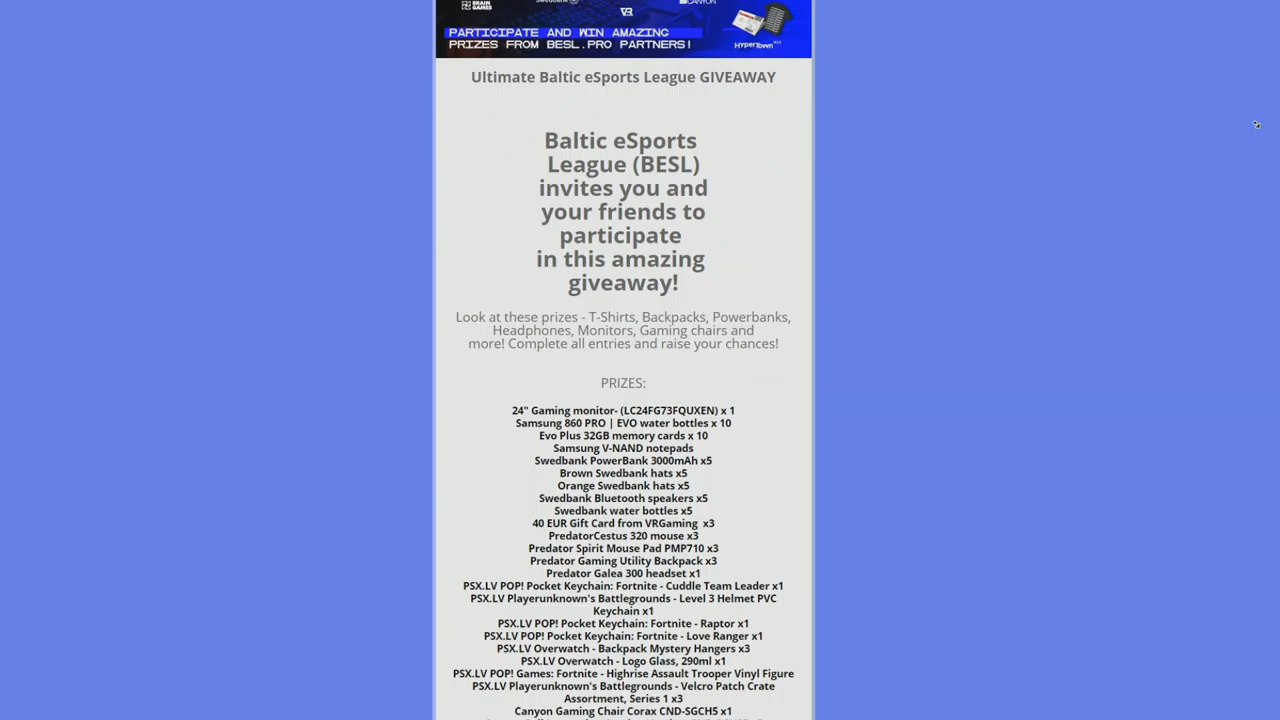 BRAIN
GAMES
CANYON
VR
PARTICIPATE AND WIN AMAZING
PRIZES FROM BESL.PRO PARTNERS!
HyperTown
Ultimate Baltic eSports League GIVEAWAY
Baltic eSports
League (BESL)
invites you and
your friends to
participate
in this amazing
giveaway!
Look at these prizes - T-Shirts, Backpacks, Powerbanks,
Headphones, Monitors, Gaming chairs and
more! Complete all entries and raise your chances!
PRIZES:
24" Gaming monitor- (LC24FG73FQUXEN) x 1
Samsung 860 PRO | EVO water bottles x 10
Evo Plus 32GB memory cards x 10
Samsung V-NAND notepads
Swedbank PowerBank 3000mAh x5
Brown Swedbank hats x5
Orange Swedbank hats x5
Swedbank Bluetooth speakers x5
Swedbank water bottles x5
40 EUR Gift Card from VRGaming x3
PredatorCestus 320 mouse x3
Predator Spirit Mouse Pad PMP710 x3
Predator Gaming Utility Backpack x3
Predator Galea 300 headset x1
PSX.LV POP! Pocket Keychain: Fortnite - Cuddle Team Leader x1
PSX.LV Playerunknown's Battlegrounds - Level 3 Helmet PVC
Keychain x1
PSX.LV POP! Pocket Keychain: Fortnite - Raptor x1
PSX.LV POP! Pocket Keychain: Fortnite - Love Ranger x1
PSX.LV Overwatch - Backpack Mystery Hangers x3
PSX.LV Overwatch - Logo Glass, 290ml x1
PSX.LV POP! Games: Fortnite - Highrise Assault Trooper Vinyl Figure
PSX.LV Playerunknown's Battlegrounds - Velcro Patch Crate
Assortment, Series 1 x3
Canyon Gaming Chair Corax CND-SGCH5 x1